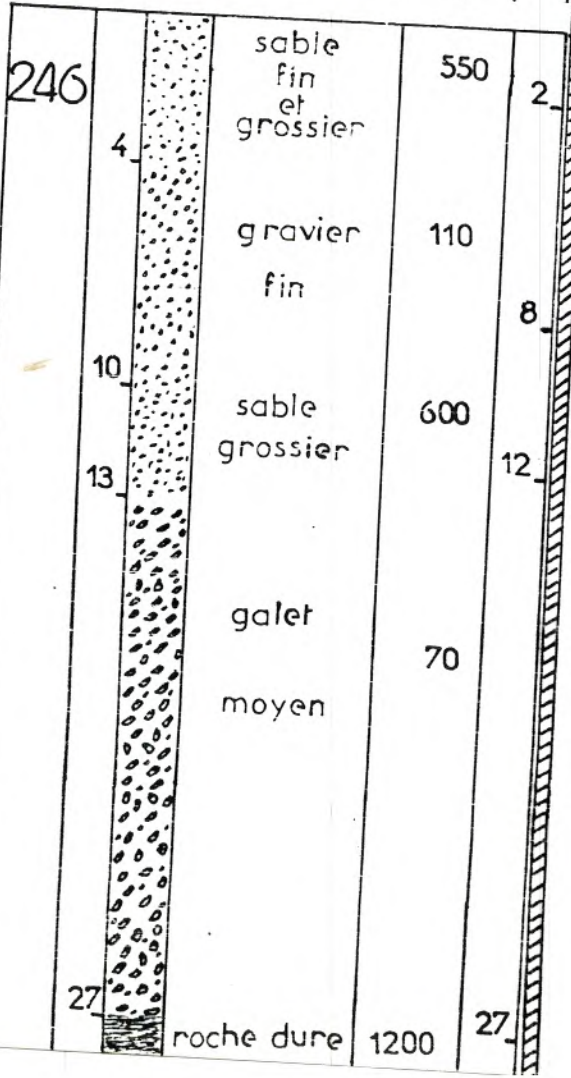 246
sable
fin
et
grossier
550
2
4
gravier
fin
110
8
10
sable
grossier
600
12
13
galet
moyen
70
27
roche dure
1200
27